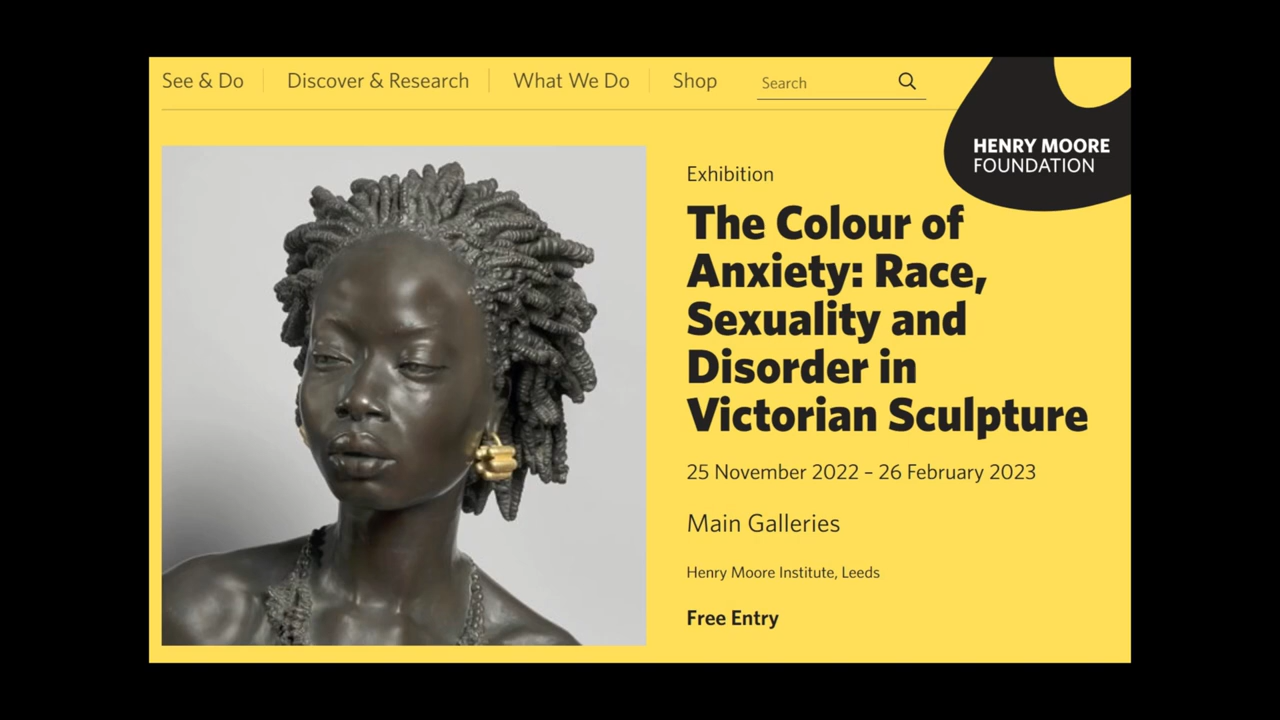 See & Do
Discover & Research
What We Do
Shop
Search
HENRY MOORE
FOUNDATION
Exhibition
The Colour of
Anxiety: Race,
Sexuality and
Disorder in
Victorian Sculpture
25 November 2022 – 26 February 2023
Main Galleries
Henry Moore Institute, Leeds
Free Entry